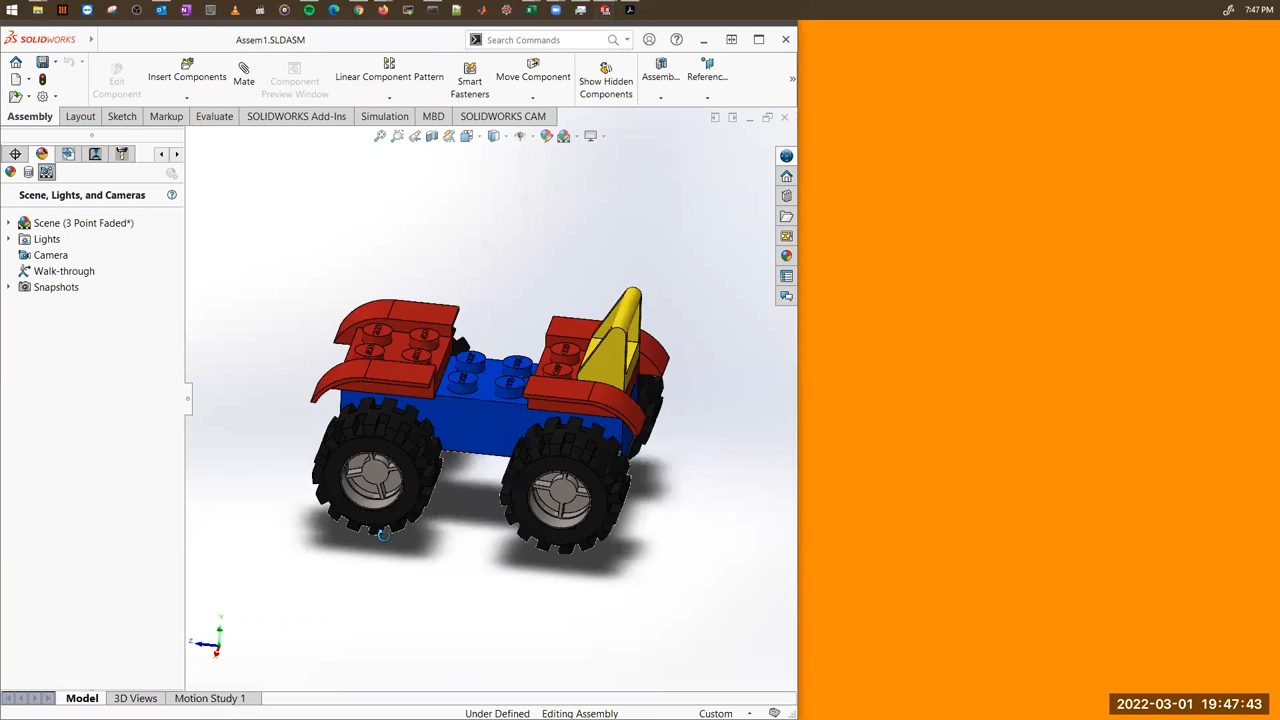 7:47 PM
SOLIDWORKS
Assem1.SLDASM
Search Commands
Edit Component
Insert Components
Mate
Component Preview Window
Linear Component Pattern
Smart Fasteners
Move Component
Show Hidden Components
Assemb...
Referenc...
Assembly
Layout
Sketch
Markup
Evaluate
SOLIDWORKS Add-Ins
Simulation
MBD
SOLIDWORKS CAM
Scene, Lights, and Cameras
Scene (3 Point Faded*)
Lights
Camera
Walk-through
Snapshots
Y
Z
Model
3D Views
Motion Study 1
Under Defined
Editing Assembly
Custom
2022-03-01 19:47:43